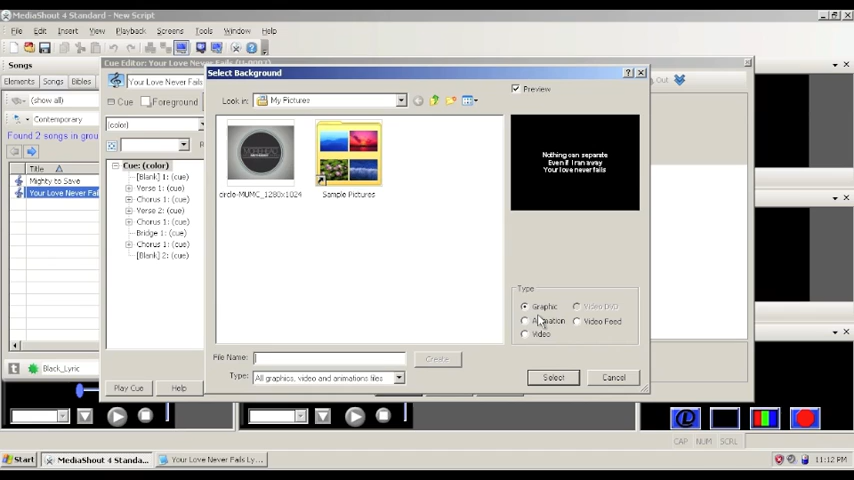 MediaShout 4 Standard - New Script
File Edit Insert View Playback Screens Tools Window Help
Songs
Elements Songs Bibles
(show all)
Contemporary
Found 2 songs in grou
Title
Mighty to Save
Your Love Never Fai
Black_Lyric
Cue Editor: Your Love Never Fails
Your Love Never Fails
Cue Foreground
(color)
Cue: (color)
[Blank] 1: (cue)
Verse 1: (cue)
Chorus 1: (cue)
Verse 2: (cue)
Chorus 1: (cue)
Bridge 1: (cue)
Chorus 1: (cue)
[Blank] 2: (cue)
Play Cue Help
Select Background
Look in: My Pictures
Preview
circle-MUMC_1280x1024
Sample Pictures
Nothing can separate
Even if I ran away
Your love never fails
Type
Graphic Video DVD
Animation Video Feed
Video
File Name: Create
Type: All graphics, video and animations files
Select Cancel
Out
CAP NUM SCRL
Start MediaShout 4 Standa... Your Love Never Fails Ly... 11:12 PM